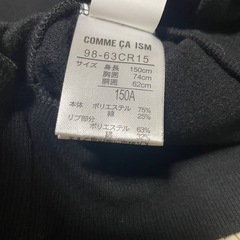 COMME ÇA ISM
98-63CR15
サイズ 身長 150cm
胸囲 74cm
胴囲 62cm
150A
本体 ポリエステル 75%
綿 25%
リブ部分 ポリエステル 63%
綿 32%